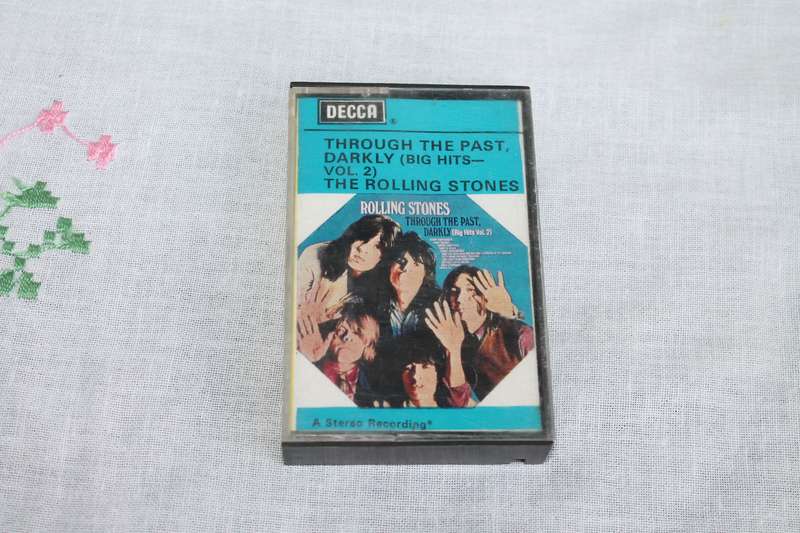 DECCA
®
THROUGH THE PAST,
DARKLY (BIG HITS—
VOL. 2)
THE ROLLING STONES
ROLLING STONES
THROUGH THE PAST,
DARKLY (Big Hits Vol. 2)
A Stereo Recording*